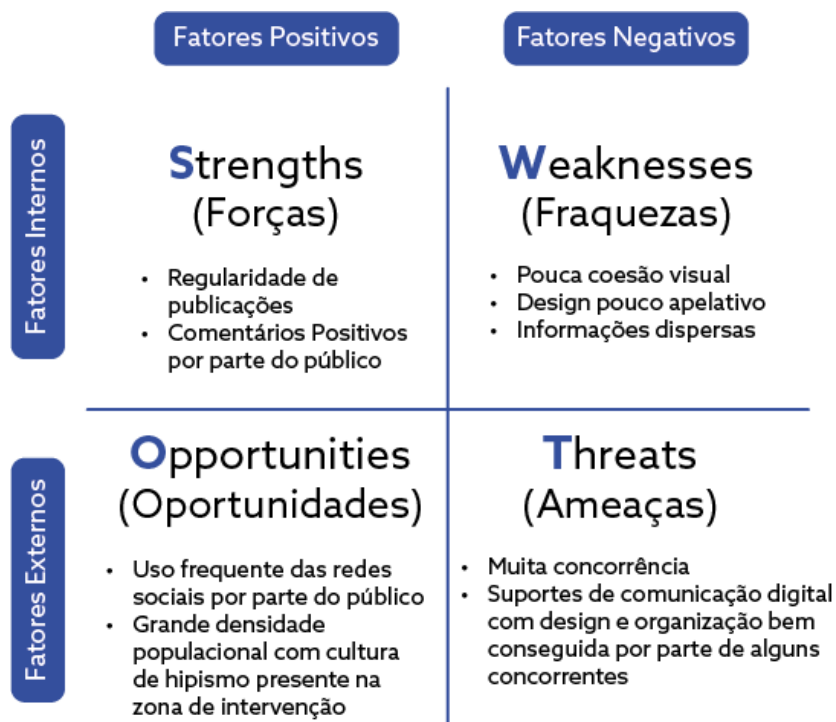 Fatores Positivos
Fatores Negativos
Fatores Internos
Strengths
(Forças)
• Regularidade de
publicações
• Comentários Positivos
por parte do público
Weaknesses
(Fraquezas)
• Pouca coesão visual
• Design pouco apelativo
• Informações dispersas
Fatores Externos
Opportunities
(Oportunidades)
• Uso frequente das redes
sociais por parte do público
• Grande densidade
populacional com cultura
de hipismo presente na
zona de intervenção
Threats
(Ameaças)
• Muita concorrência
• Suportes de comunicação digital
com design e organização bem
conseguida por parte de alguns
concorrentes